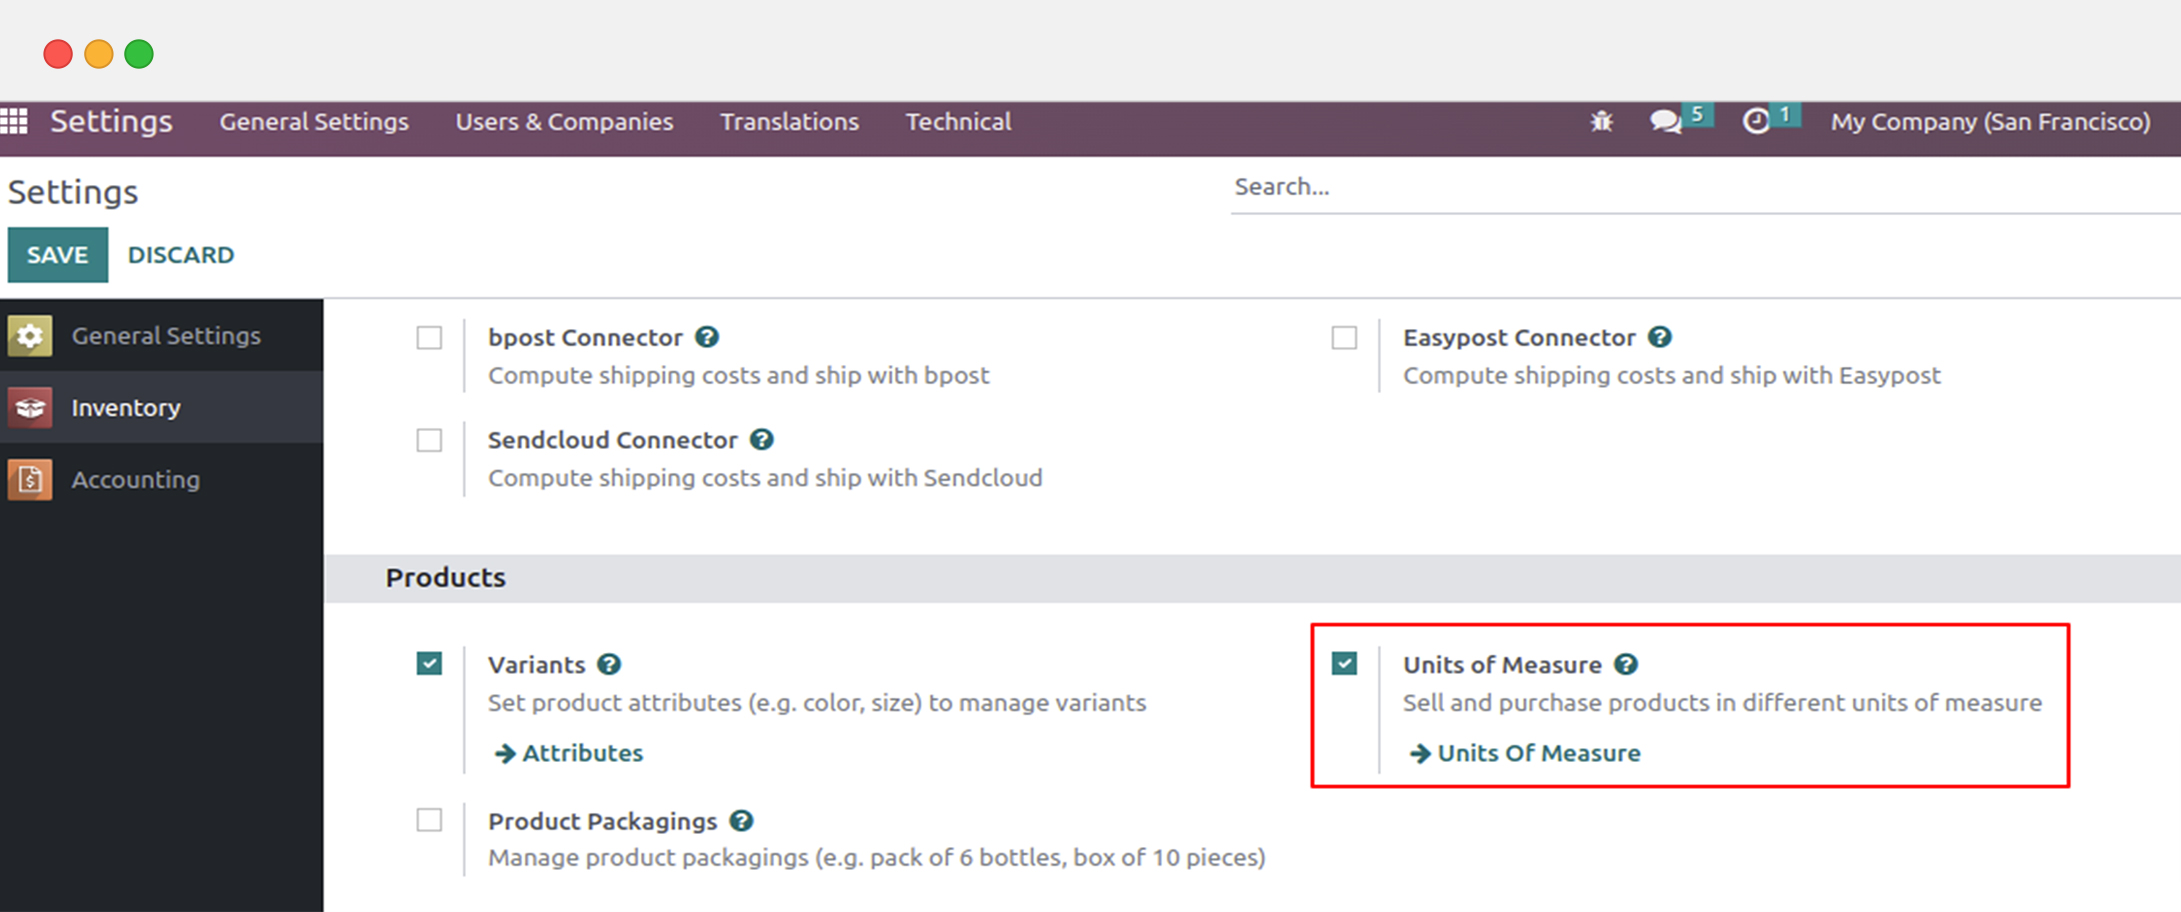 Settings General Settings Users & Companies Translations Technical 5 1 My Company (San Francisco)
Settings
Search...
SAVE DISCARD
General Settings
Inventory
Accounting
bpost Connector
Compute shipping costs and ship with bpost
Easypost Connector
Compute shipping costs and ship with Easypost
Sendcloud Connector
Compute shipping costs and ship with Sendcloud
Products
Variants
Set product attributes (e.g. color, size) to manage variants
Attributes
Units of Measure
Sell and purchase products in different units of measure
Units Of Measure
Product Packagings
Manage product packagings (e.g. pack of 6 bottles, box of 10 pieces)